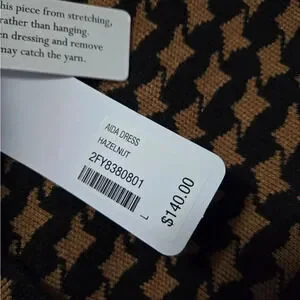 his piece from stretching,
rather than hanging.
en dressing and remove
may catch the yarn.
AIDA DRESS
HAZELNUT
2FY8380801
L
$140.00